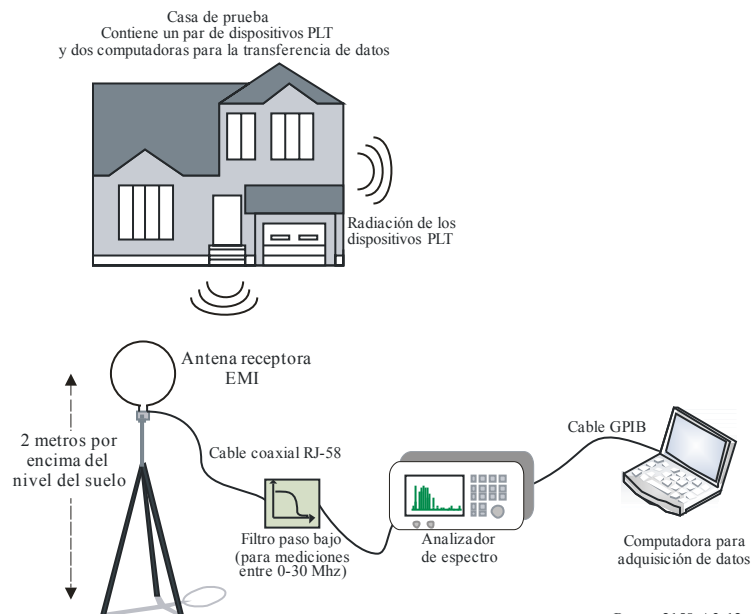 Casa de prueba
Contiene un par de dispositivos PLT
y dos computadoras para la transferencia de datos
Radiación de los
dispositivos PLT
Antena receptora
EMI
2 metros por
encima del
nivel del suelo
Cable coaxial RJ-58
Cable GPIB
Filtro paso bajo
(para mediciones
entre 0-30 Mhz)
Analizador
de espectro
Computadora para
adquisición de datos